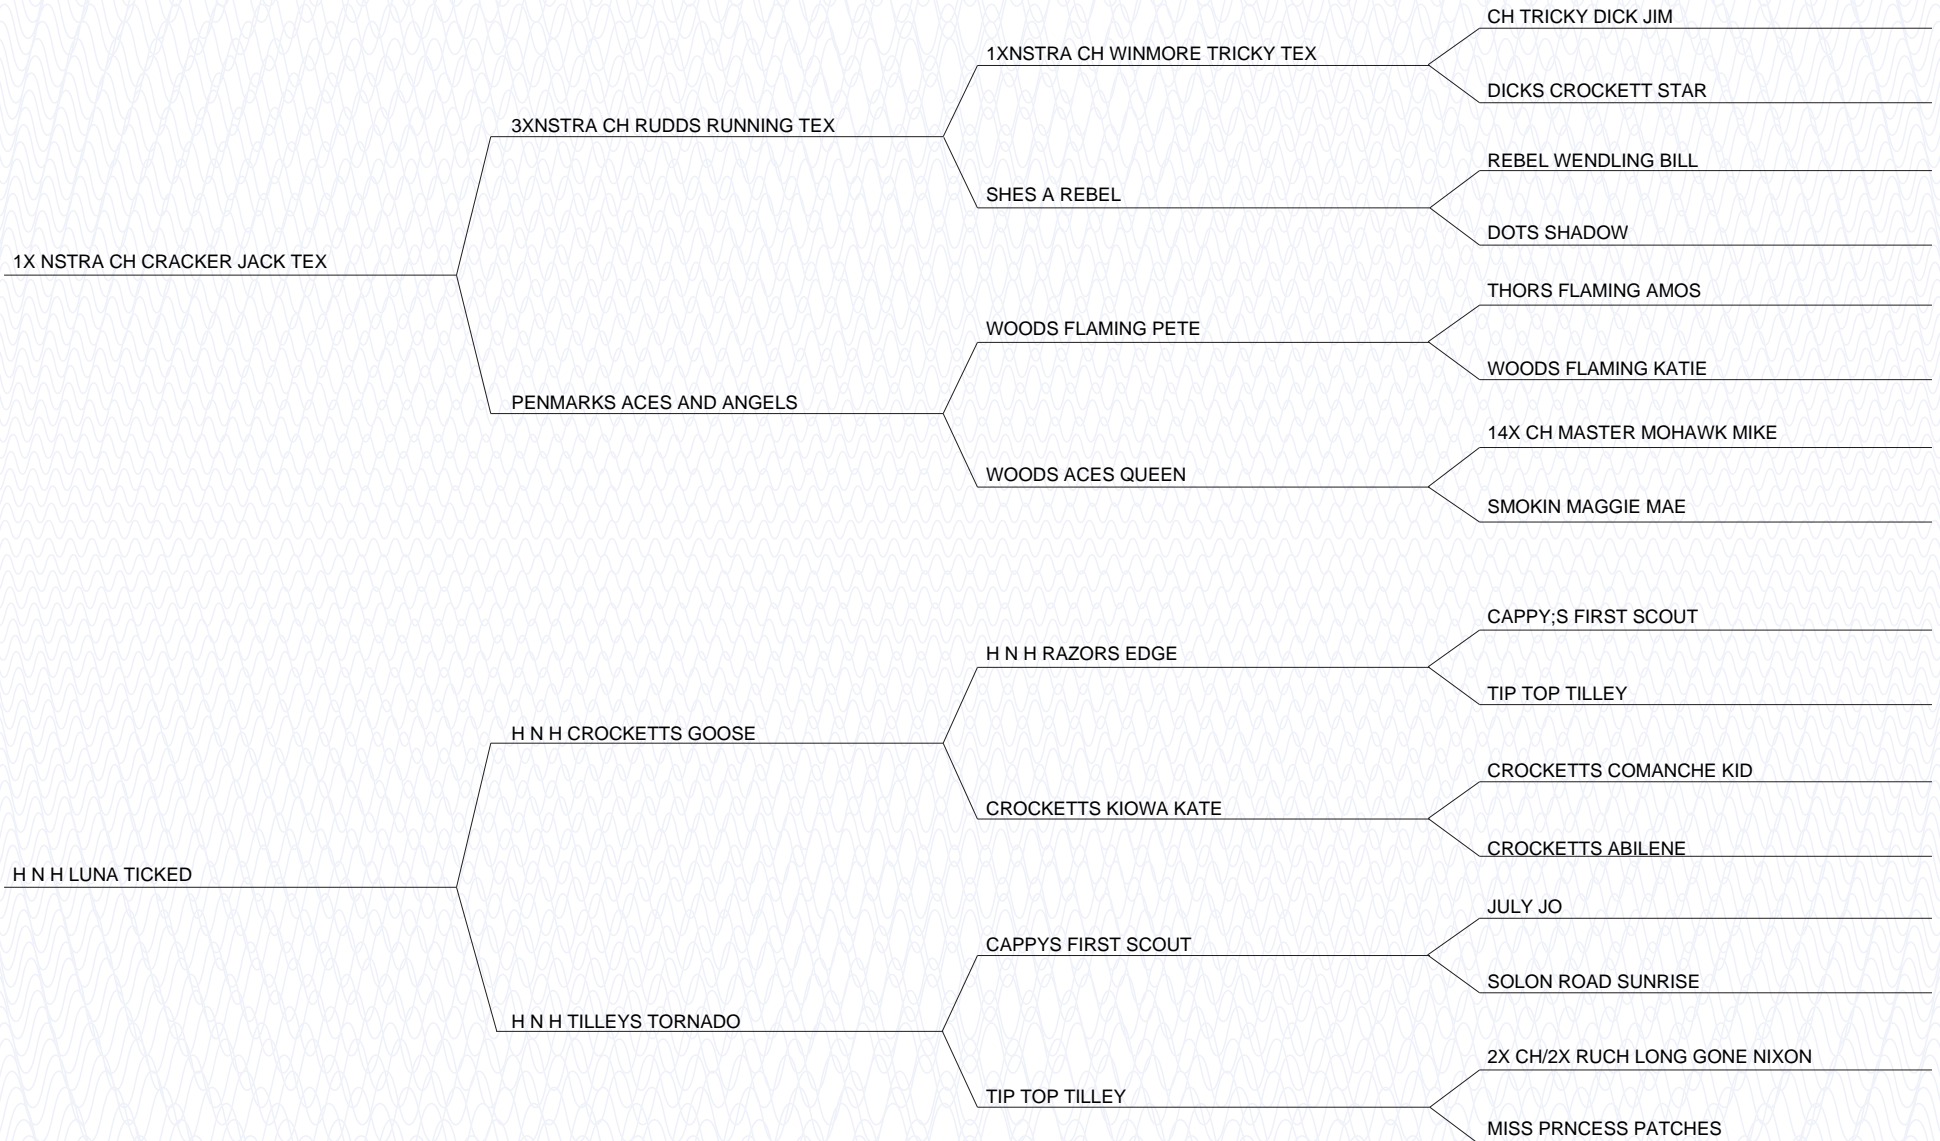 CH TRICKY DICK JIM
1XNSTRA CH WINMORE TRICKY TEX
DICKS CROCKETT STAR
3XNSTRA CH RUDDS RUNNING TEX
REBEL WENDLING BILL
SHES A REBEL
DOTS SHADOW
1X NSTRA CH CRACKER JACK TEX
THORS FLAMING AMOS
WOODS FLAMING PETE
WOODS FLAMING KATIE
PENMARKS ACES AND ANGELS
14X CH MASTER MOHAWK MIKE
WOODS ACES QUEEN
SMOKIN MAGGIE MAE
CAPPY;S FIRST SCOUT
H N H RAZORS EDGE
TIP TOP TILLEY
H N H CROCKETTS GOOSE
CROCKETTS COMANCHE KID
CROCKETTS KIOWA KATE
CROCKETTS ABILENE
H N H LUNA TICKED
JULY JO
CAPPYS FIRST SCOUT
SOLON ROAD SUNRISE
H N H TILLEYS TORNADO
2X CH/2X RUCH LONG GONE NIXON
TIP TOP TILLEY
MISS PRNCESS PATCHES